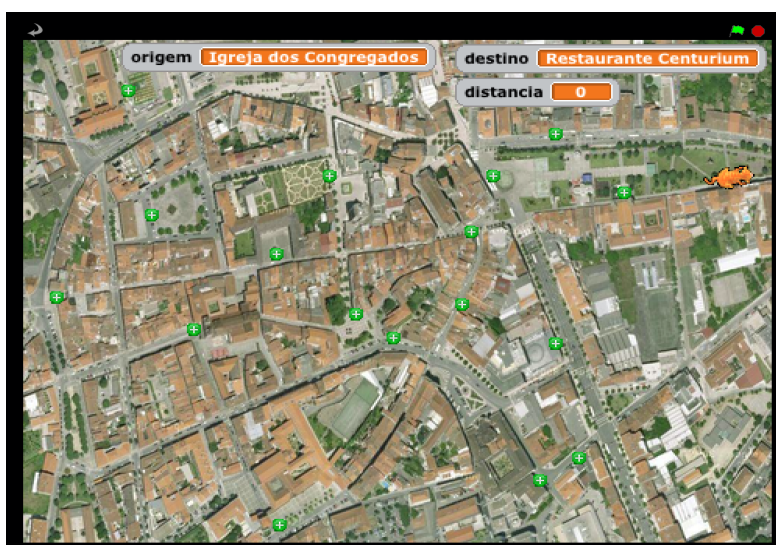 origem Igreja dos Congregados
destino Restaurante Centurium
distancia 0